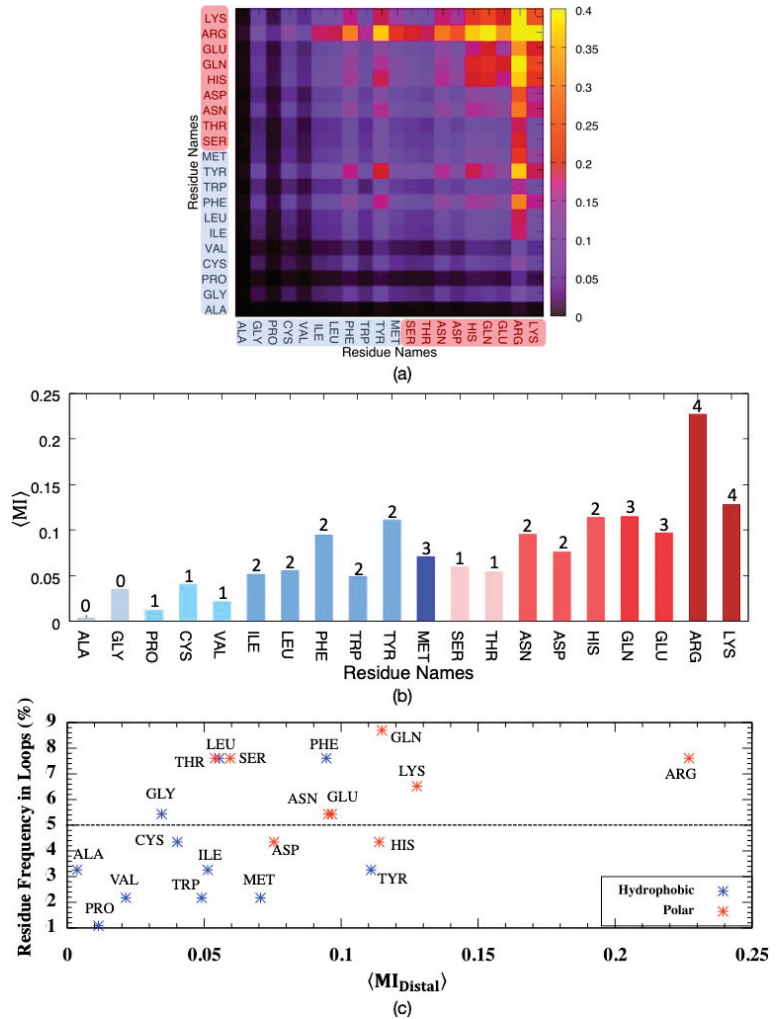 LYS
ARG
GLU
GLN
HIS
ASP
ASN
THR
SER
MET
TYR
TRP
PHE
LEU
ILE
VAL
CYS
PRO
GLY
ALA
Residue Names
0.4
0.35
0.3
0.25
0.2
0.15
0.1
0.05
0
ALA GLY PRO CYS VAL ILE LEU PHE TRP TYR MET SER THR ASN ASP HIS GLN GLU ARG LYS
Residue Names
(a)
0.25
0.2
0.15
0.1
0.05
0
⟨MI⟩
0 0 1 1 1 2 2 2 2 2 3 1 1 2 2 2 3 3 4 4
ALA GLY PRO CYS VAL ILE LEU PHE TRP TYR MET SER THR ASN ASP HIS GLN GLU ARG LYS
Residue Names
(b)
Residue Frequency in Loops (%)
9
8
7
6
5
4
3
2
1
GLN
THR LEU SER PHE
ARG
LYS
GLY ASN GLU
CYS ASP HIS
ALA ILE TYR
VAL TRP MET
PRO
Hydrophobic
Polar
0 0.05 0.1 0.15 0.2 0.25
⟨MI_Distal⟩
(c)